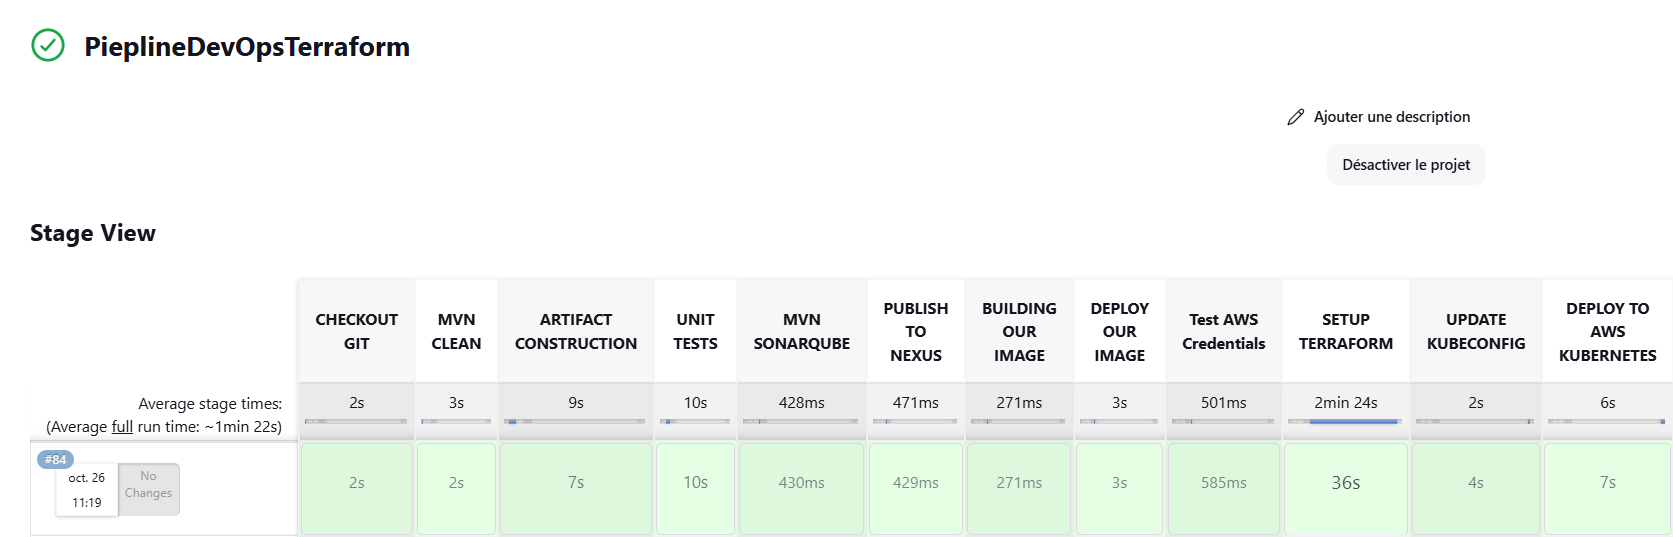 PieplineDevOpsTerraform
Ajouter une description
Désactiver le projet
Stage View
CHECKOUT GIT
MVN CLEAN
ARTIFACT CONSTRUCTION
UNIT TESTS
MVN SONARQUBE
PUBLISH TO NEXUS
BUILDING OUR IMAGE
DEPLOY OUR IMAGE
Test AWS Credentials
SETUP TERRAFORM
UPDATE KUBECONFIG
DEPLOY TO AWS KUBERNETES
Average stage times:
(Average full run time: ~1min 22s)
2s 3s 9s 10s 428ms 471ms 271ms 3s 501ms 2min 24s 2s 6s
#84
oct. 26
11:19
No
Changes
2s 2s 7s 10s 430ms 429ms 271ms 3s 585ms 36s 4s 7s